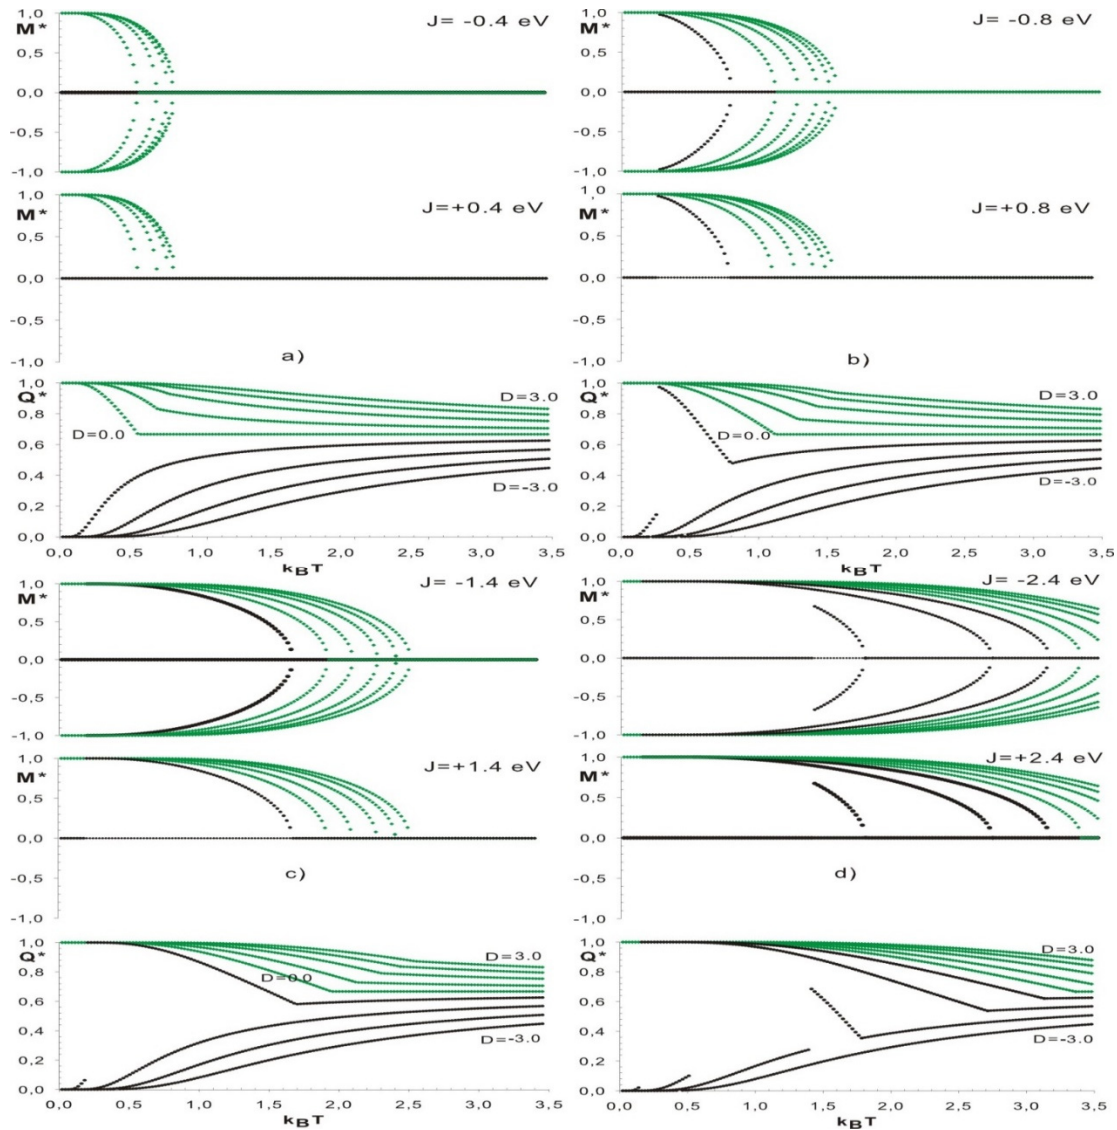 1,0
M*
J= -0.4 eV
0,5
0,0
-0.5
-1.0
1,0
M*
J=+0.4 eV
0,5
0,0
-0.5
-1,0
a)
1,0
Q*
0,8
D=3.0
0,6
D=0.0
0,4
D=-3.0
0,2
0,0
0.0 0.5 1.0 1.5 2.0 2.5 3.0 3.5
kBT
1,0
M*
J= -0.8 eV
0,5
0,0
-0.5
-1.0
1,0
M*
J=+0.8 eV
0,5
0,0
-0.5
-1,0
b)
1,0
Q*
0,8
D=3.0
0,6
D=0.0
0,4
D=-3.0
0,2
0,0
0.0 0.5 1.0 1.5 2.0 2.5 3.0 3.5
kBT
1,0
M*
J= -1.4 eV
0,5
0,0
-0.5
-1.0
1,0
M*
J=+1.4 eV
0,5
0,0
-0.5
-1,0
c)
1,0
Q*
0,8
D=3.0
D=0.0
0,6
0,4
D=-3.0
0,2
0,0
0.0 0.5 1.0 1.5 2.0 2.5 3.0 3.5
kBT
1,0
M*
J= -2.4 eV
0,5
0,0
-0.5
-1.0
1,0
M*
J=+2.4 eV
0,5
0,0
-0.5
-1,0
d)
1,0
Q*
0,8
D=3.0
0,6
0,4
D=-3.0
0,2
0,0
0.0 0.5 1.0 1.5 2.0 2.5 3.0 3.5
kBT